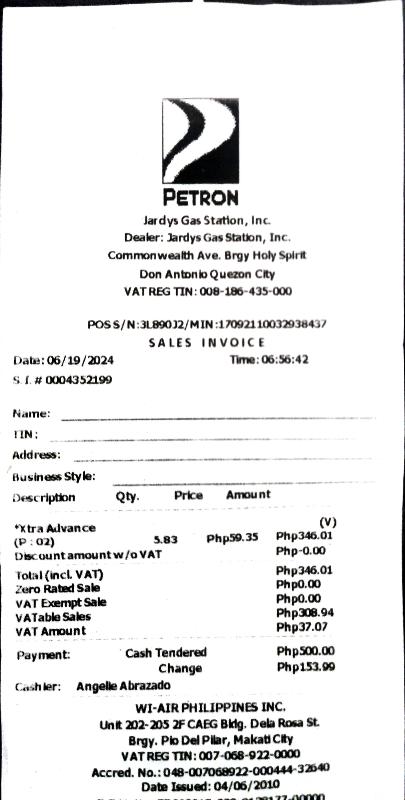 PETRON
Jardys Gas Station, Inc.
Dealer: Jardys Gas Station, Inc.
Commonwealth Ave. Brgy Holy Spirit
Don Antonio Quezon City
VAT REG TIN: 008-186-435-000
POS S/N:3L890J2/MIN:17092110032938437
SALES INVOICE
Date: 06/19/2024 Time: 06:56:42
S.I. # 0004352199
Name:
TIN:
Address:
Business Style:
Description Qty. Price Amount
(V)
*Xtra Advance
(P : 02) 5.83 Php59.35 Php346.01
Discount amount w/o VAT Php-0.00
Total (incl. VAT) Php346.01
Zero Rated Sale Php0.00
VAT Exempt Sale Php0.00
VATable Sales Php308.94
VAT Amount Php37.07
Payment: Cash Tendered Php500.00
Change Php153.99
Cashier: Angelie Abrazado
WI-AIR PHILIPPINES INC.
Unit 202-205 2F CAEG Bldg. Dela Rosa St.
Brgy. Pio Del Pilar, Makati City
VAT REG TIN: 007-068-922-0000
Accred. No.: 048-007068922-000444-32640
Date Issued: 04/06/2010